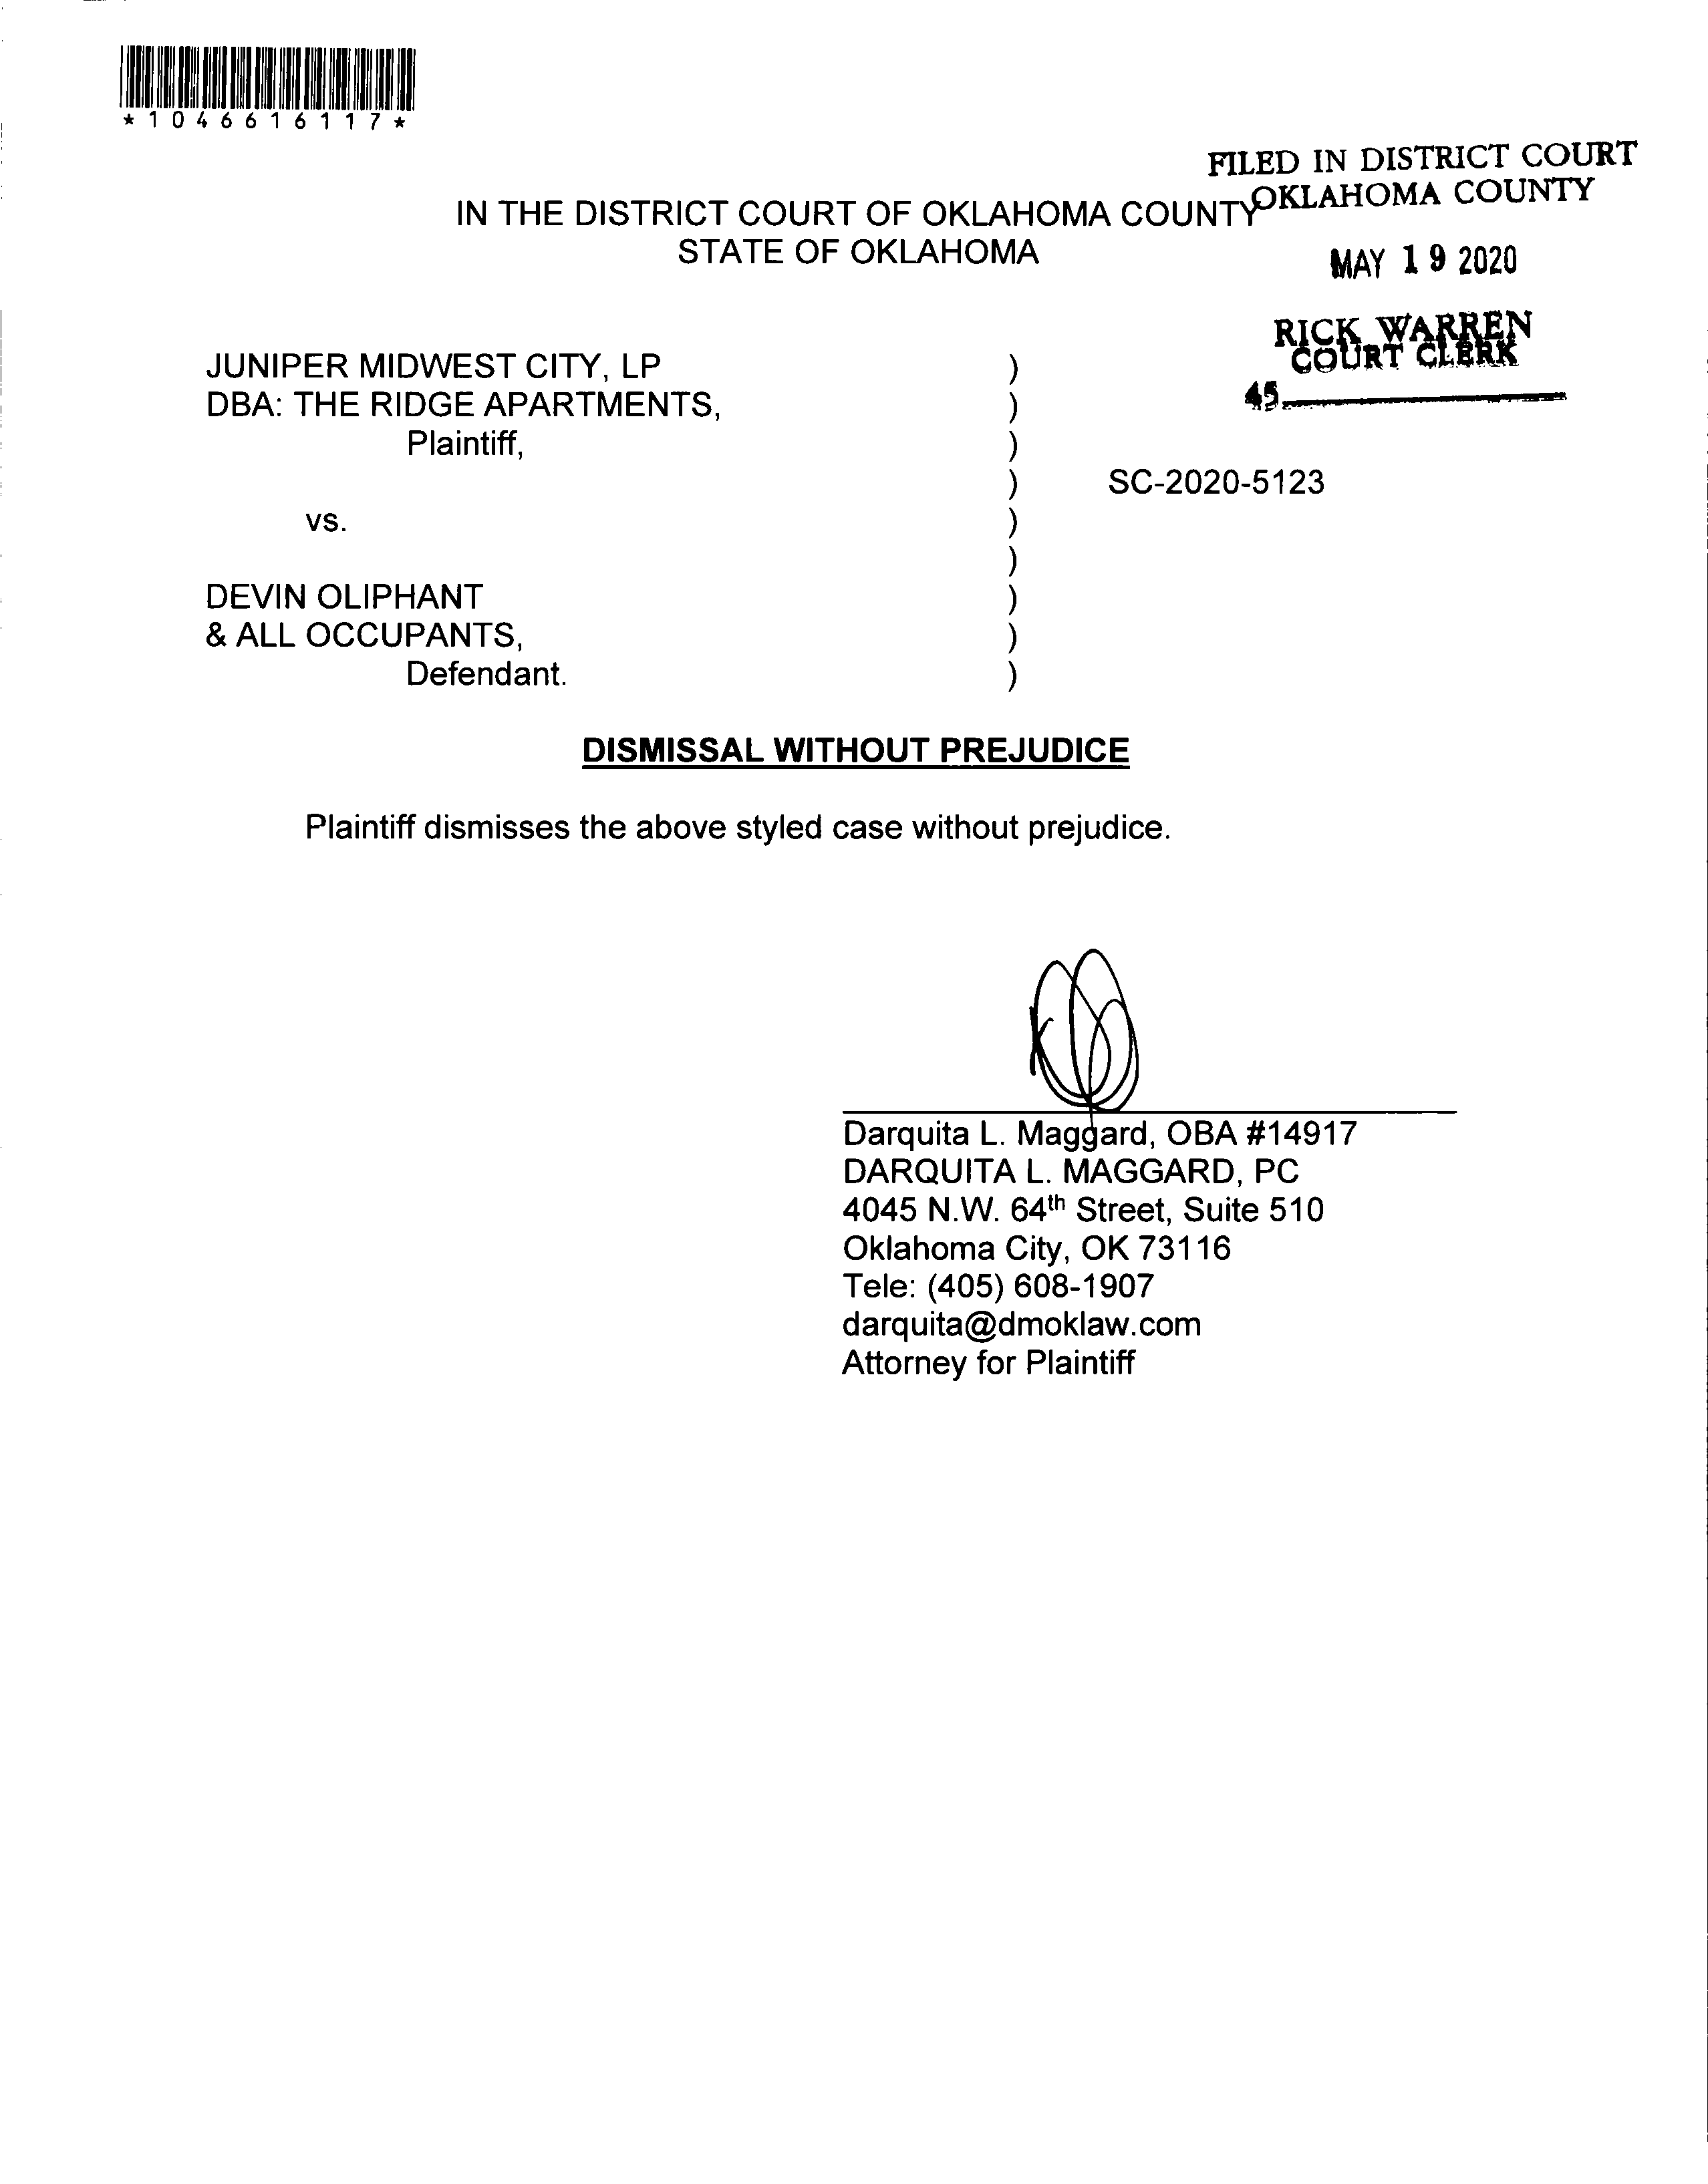 *1046616117*
FILED IN DISTRICT COURT
OKLAHOMA COUNTY
IN THE DISTRICT COURT OF OKLAHOMA COUNTY
STATE OF OKLAHOMA
MAY 19 2020
RICK WARREN
COURT CLERK
45
JUNIPER MIDWEST CITY, LP )
DBA: THE RIDGE APARTMENTS, )
Plaintiff, )
) SC-2020-5123
vs. )
)
DEVIN OLIPHANT )
& ALL OCCUPANTS, )
Defendant. )
DISMISSAL WITHOUT PREJUDICE
Plaintiff dismisses the above styled case without prejudice.
Darquita L. Maggard, OBA #14917
DARQUITA L. MAGGARD, PC
4045 N.W. 64th Street, Suite 510
Oklahoma City, OK 73116
Tele: (405) 608-1907
darquita@dmoklaw.com
Attorney for Plaintiff